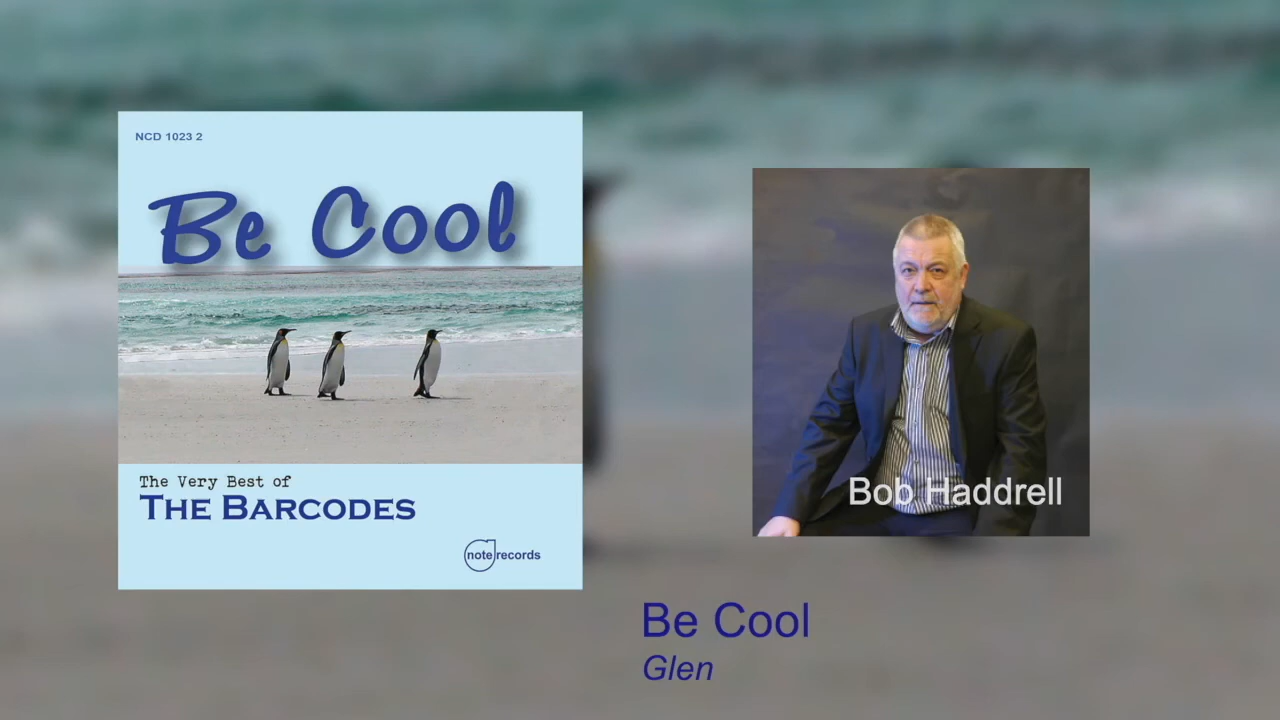 NCD 1023 2
Be Cool
The Very Best of
THE BARCODES
note records
Bob Haddrell
Be Cool
Glen